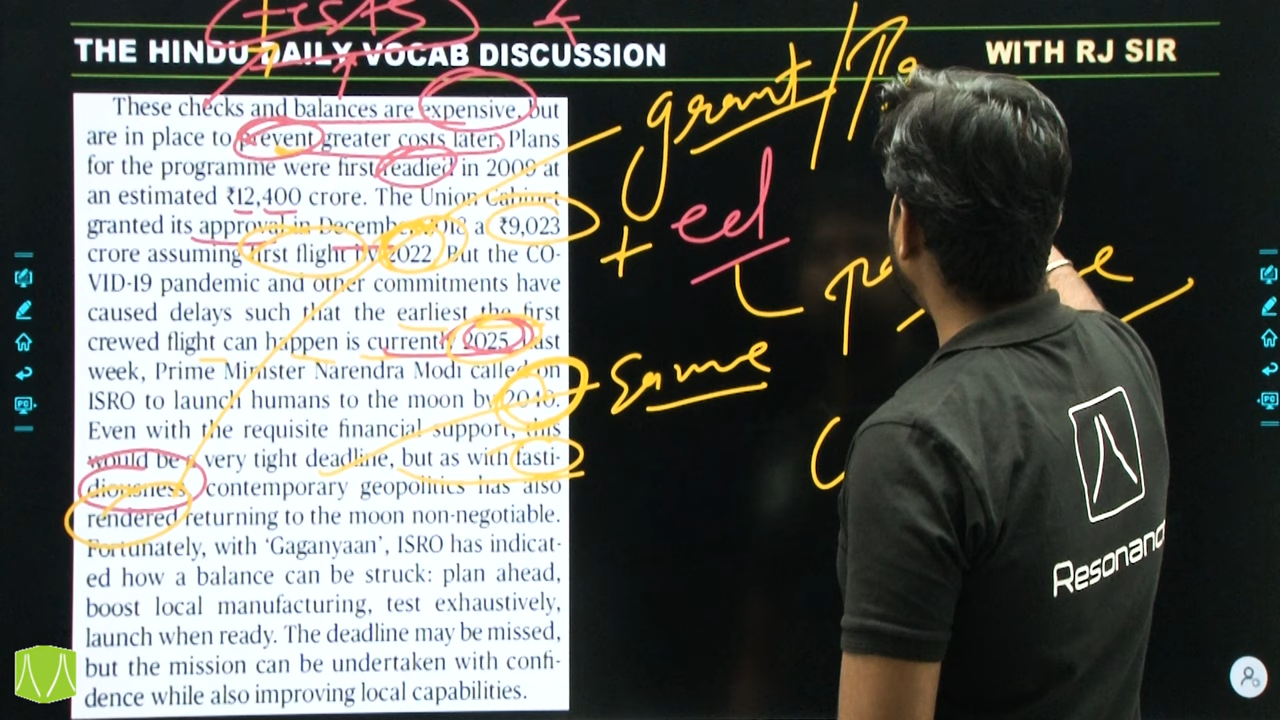 tests
THE HINDU DAILY VOCAB DISCUSSION
WITH RJ SIR
These checks and balances are expensive, but
are in place to prevent greater costs later. Plans
for the programme were first readied in 2009 at
an estimated ₹12,400 crore. The Union Cabinet
granted its approval in December 2018 a ₹9,023
crore assuming first flight by 2022. But the CO-
VID-19 pandemic and other commitments have
caused delays such that the earliest the first
crewed flight can happen is currently 2025. Last
week, Prime Minister Narendra Modi called on
ISRO to launch humans to the moon by 2040.
Even with the requisite financial support, this
would be a very tight deadline, but as with fasti-
diousness, contemporary geopolitics has also
rendered returning to the moon non-negotiable.
Fortunately, with ‘Gaganyaan’, ISRO has indicat-
ed how a balance can be struck: plan ahead,
boost local manufacturing, test exhaustively,
launch when ready. The deadline may be missed,
but the mission can be undertaken with confi-
dence while also improving local capabilities.
grant/
+ ed
same
Resonanc
PC
PC